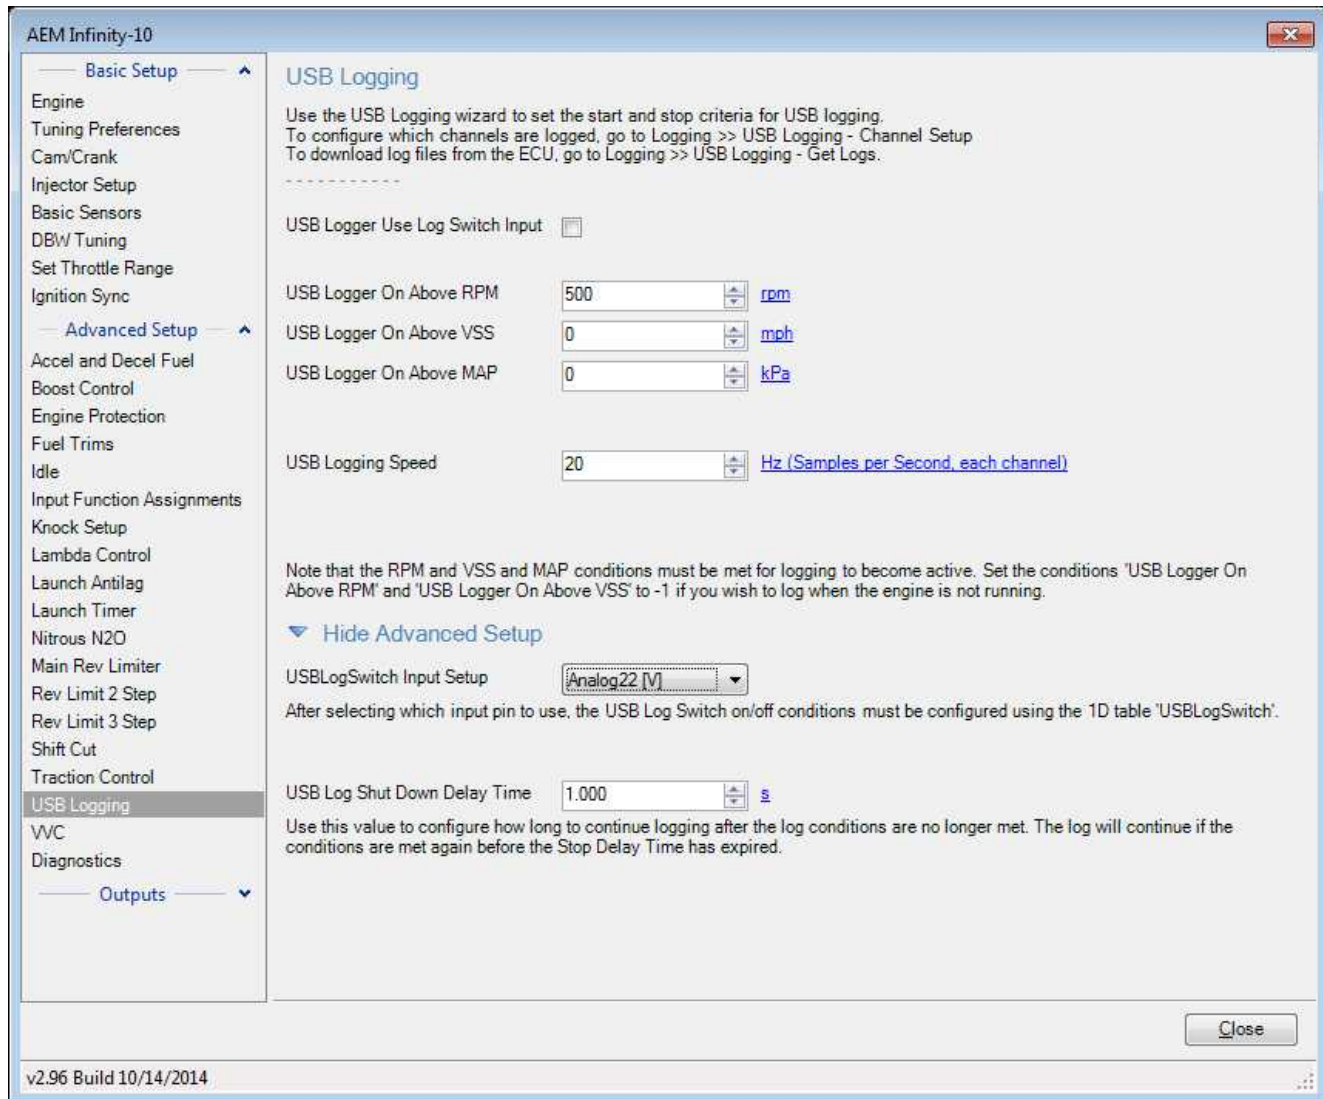 AEM Infinity-10
Basic Setup
Engine
Tuning Preferences
Cam/Crank
Injector Setup
Basic Sensors
DBW Tuning
Set Throttle Range
Ignition Sync
Advanced Setup
Accel and Decel Fuel
Boost Control
Engine Protection
Fuel Trims
Idle
Input Function Assignments
Knock Setup
Lambda Control
Launch Antilag
Launch Timer
Nitrous N2O
Main Rev Limiter
Rev Limit 2 Step
Rev Limit 3 Step
Shift Cut
Traction Control
USB Logging
VVC
Diagnostics
Outputs
USB Logging
Use the USB Logging wizard to set the start and stop criteria for USB logging.
To configure which channels are logged, go to Logging >> USB Logging - Channel Setup
To download log files from the ECU, go to Logging >> USB Logging - Get Logs.
- - - - - - - - - - -
USB Logger Use Log Switch Input
USB Logger On Above RPM 500 rpm
USB Logger On Above VSS 0 mph
USB Logger On Above MAP 0 kPa
USB Logging Speed 20 Hz (Samples per Second, each channel)
Note that the RPM and VSS and MAP conditions must be met for logging to become active. Set the conditions 'USB Logger On
Above RPM' and 'USB Logger On Above VSS' to -1 if you wish to log when the engine is not running.
Hide Advanced Setup
USBLogSwitch Input Setup Analog22 [V]
After selecting which input pin to use, the USB Log Switch on/off conditions must be configured using the 1D table 'USBLogSwitch'.
USB Log Shut Down Delay Time 1.000 s
Use this value to configure how long to continue logging after the log conditions are no longer met. The log will continue if the
conditions are met again before the Stop Delay Time has expired.
Close
v2.96 Build 10/14/2014